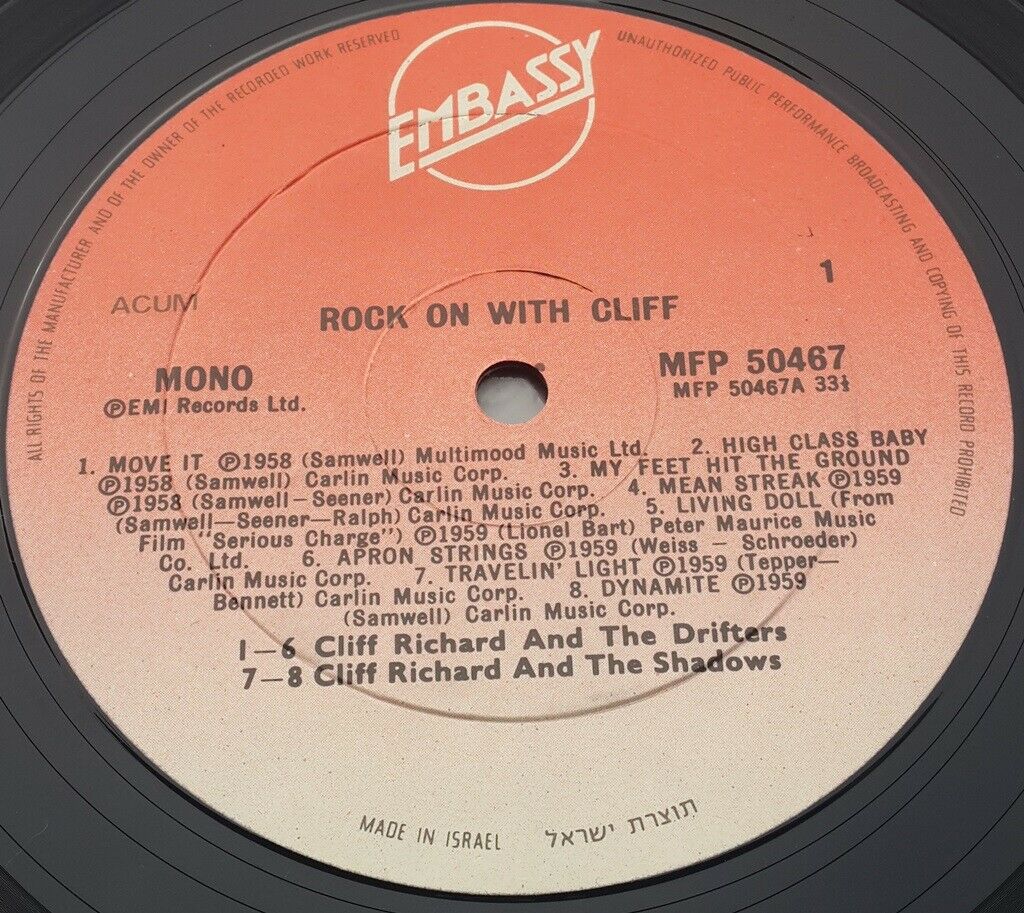 ALL RIGHTS OF THE MANUFACTURER AND OF THE OWNER OF THE RECORDED WORK RESERVED
UNAUTHORIZED PUBLIC PERFORMANCE BROADCASTING AND COPYING OF THIS RECORD PROHIBITED
EMBASSY
1
ACUM
ROCK ON WITH CLIFF
MONO
MFP 50467
℗EMI Records Ltd.
MFP 50467A 33⅓
1. MOVE IT ℗1958 (Samwell) Multimood Music Ltd. 2. HIGH CLASS BABY
℗1958 (Samwell) Carlin Music Corp. 3. MY FEET HIT THE GROUND
℗1958 (Samwell-Seener) Carlin Music Corp. 4. MEAN STREAK ℗1959
(Samwell—Seener-Ralph) Carlin Music Corp. 5. LIVING DOLL (From
Film "Serious Charge") ℗1959 (Lionel Bart) Peter Maurice Music
Co. Ltd. 6. APRON STRINGS ℗1959 (Weiss - Schroeder)
Carlin Music Corp. 7. TRAVELIN' LIGHT ℗1959 (Tepper—
Bennett) Carlin Music Corp. 8. DYNAMITE ℗1959
(Samwell) Carlin Music Corp.
1—6 Cliff Richard And The Drifters
7—8 Cliff Richard And The Shadows
MADE IN ISRAEL תוצרת ישראל